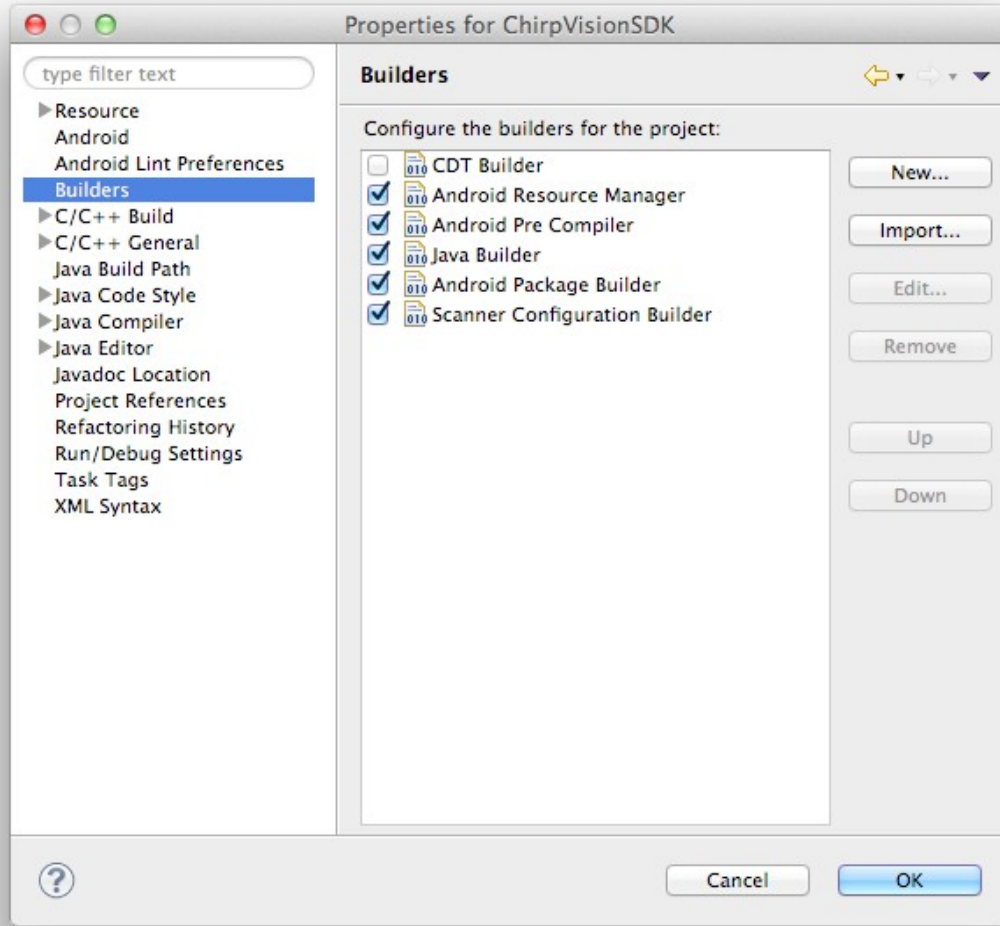 Properties for ChirpVisionSDK
type filter text
Resource
Android
Android Lint Preferences
Builders
C/C++ Build
C/C++ General
Java Build Path
Java Code Style
Java Compiler
Java Editor
Javadoc Location
Project References
Refactoring History
Run/Debug Settings
Task Tags
XML Syntax
Builders
Configure the builders for the project:
CDT Builder
Android Resource Manager
Android Pre Compiler
Java Builder
Android Package Builder
Scanner Configuration Builder
New...
Import...
Edit...
Remove
Up
Down
?
Cancel
OK